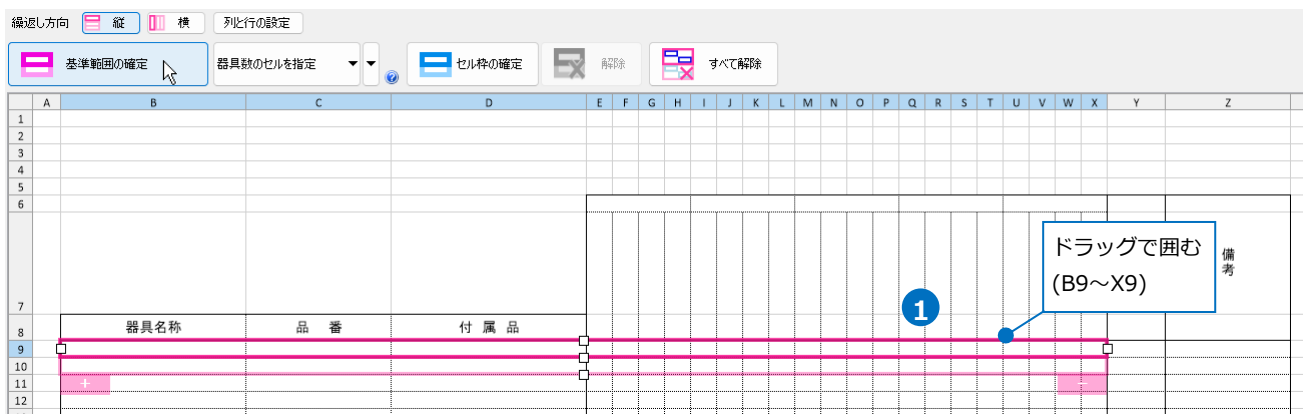 繰返し方向 縦 横 列と行の設定
基準範囲の確定 器具数のセルを指定 セル枠の確定 解除 すべて解除
A B C D E F G H I J K L M N O P Q R S T U V W X Y Z
1
2
3
4
5
6
ドラッグで囲む
(B9～X9)
備考
1
7
8 器具名称 品番 付属品
9
10
11 + +
12